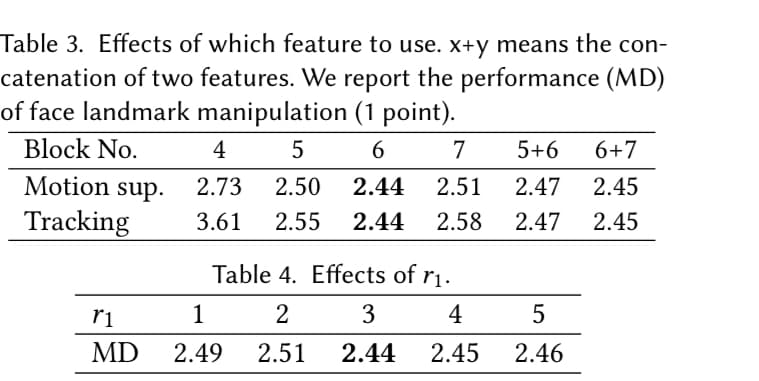 Table 3. Effects of which feature to use. x+y means the con-
catenation of two features. We report the performance (MD)
of face landmark manipulation (1 point).
Block No. 4 5 6 7 5+6 6+7
Motion sup. 2.73 2.50 2.44 2.51 2.47 2.45
Tracking 3.61 2.55 2.44 2.58 2.47 2.45
Table 4. Effects of r₁.
r₁ 1 2 3 4 5
MD 2.49 2.51 2.44 2.45 2.46